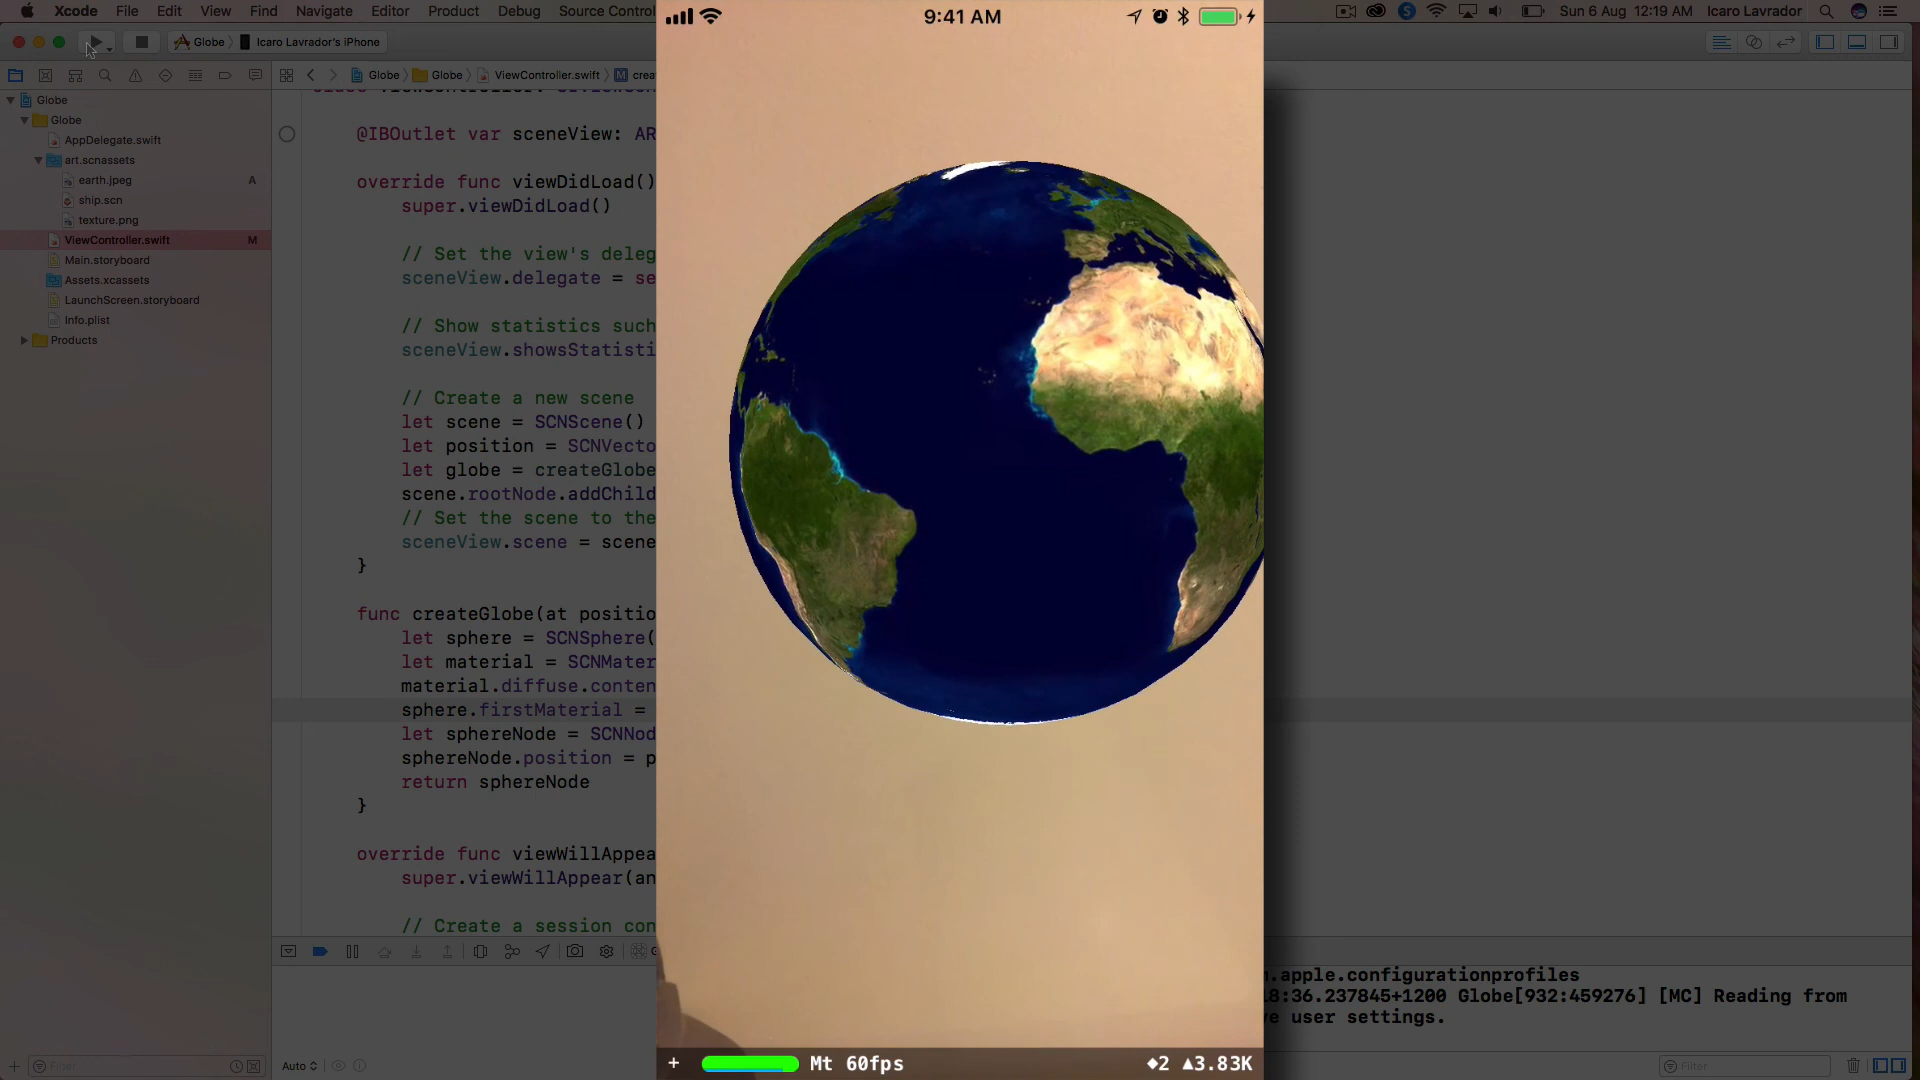 Xcode File Edit View Find Navigate Editor Product Debug Source Control
9:41 AM
Sun 6 Aug 12:19 AM Icaro Lavrador
Globe Icaro Lavrador's iPhone
Globe Globe ViewController.swift
Globe
Globe
AppDelegate.swift
art.scnassets
earth.jpeg A
ship.scn
texture.png
ViewController.swift M
Main.storyboard
Assets.xcassets
LaunchScreen.storyboard
Info.plist
Products
@IBOutlet var sceneView: AR
override func viewDidLoad()
super.viewDidLoad()
// Set the view's deleg
sceneView.delegate = se
// Show statistics such
sceneView.showsStatisti
// Create a new scene
let scene = SCNScene()
let position = SCNVecto
let globe = createGlobe
scene.rootNode.addChild
// Set the scene to the
sceneView.scene = scene
}
func createGlobe(at positio
let sphere = SCNSphere(
let material = SCNMater
material.diffuse.conten
sphere.firstMaterial =
let sphereNode = SCNNod
sphereNode.position = p
return sphereNode
}
override func viewWillAppea
super.viewWillAppear(an
// Create a session con
.apple.configurationprofiles
18:36.237845+1200 Globe[932:459276] [MC] Reading from
ve user settings.
Filter
Auto
+ Mt 60fps ◆2 ▲3.83K
Filter